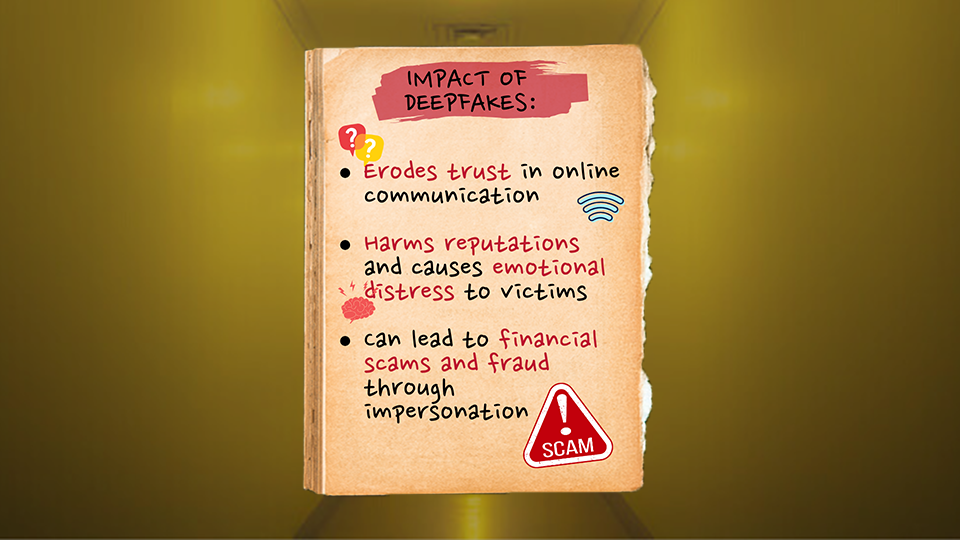 IMPACT OF
DEEPFAKES:
? ?
• Erodes trust in online
communication
• Harms reputations
and causes emotional
distress to victims
• can lead to financial
scams and fraud
through
impersonation
!
SCAM